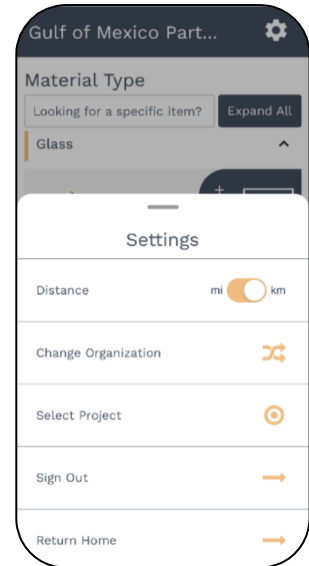 Gulf of Mexico Part...
Material Type
Looking for a specific item? Expand All
Glass
+
Settings
Distance mi km
Change Organization
Select Project
Sign Out
Return Home